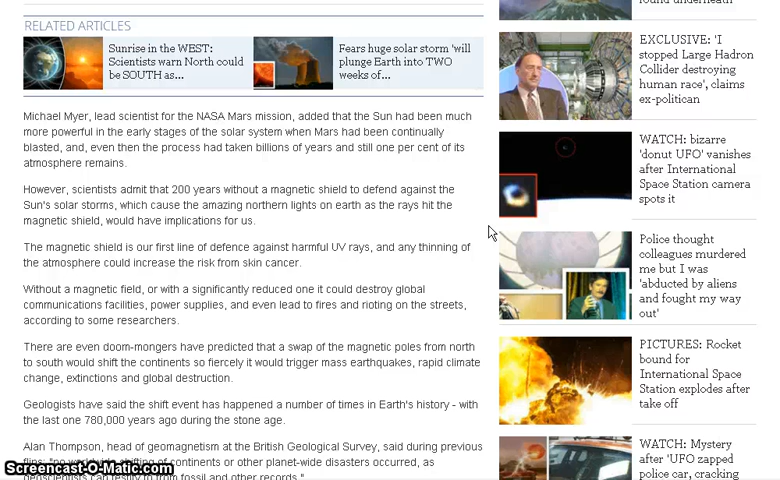 RELATED ARTICLES
Sunrise in the WEST:
Scientists warn North could
be SOUTH as...
Fears huge solar storm 'will
plunge Earth into TWO
weeks of...
Michael Myer, lead scientist for the NASA Mars mission, added that the Sun had been much
more powerful in the early stages of the solar system when Mars had been continually
blasted, and, even then the process had taken billions of years and still one per cent of its
atmosphere remains.
However, scientists admit that 200 years without a magnetic shield to defend against the
Sun's solar storms, which cause the amazing northern lights on earth as the rays hit the
magnetic shield, would have implications for us.
The magnetic shield is our first line of defence against harmful UV rays, and any thinning of
the atmosphere could increase the risk from skin cancer.
Without a magnetic field, or with a significantly reduced one it could destroy global
communications facilities, power supplies, and even lead to fires and rioting on the streets,
according to some researchers.
There are even doom-mongers have predicted that a swap of the magnetic poles from north
to south would shift the continents so fiercely it would trigger mass earthquakes, rapid climate
change, extinctions and global destruction.
Geologists have said the shift event has happened a number of times in Earth's history - with
the last one 780,000 years ago during the stone age.
Alan Thompson, head of geomagnetism at the British Geological Survey, said during previous
flips: "no worldwide shifting of continents or other planet-wide disasters occurred, as
geoscientists can testify to from fossil and other records."
Screencast-O-Matic.com
found underneath
EXCLUSIVE: 'I
stopped Large Hadron
Collider destroying
human race', claims
ex-politican
WATCH: bizarre
'donut UFO' vanishes
after International
Space Station camera
spots it
Police thought
colleagues murdered
me but I was
'abducted by aliens
and fought my way
out'
PICTURES: Rocket
bound for
International Space
Station explodes after
take off
WATCH: Mystery
after 'UFO zapped
police car, cracking